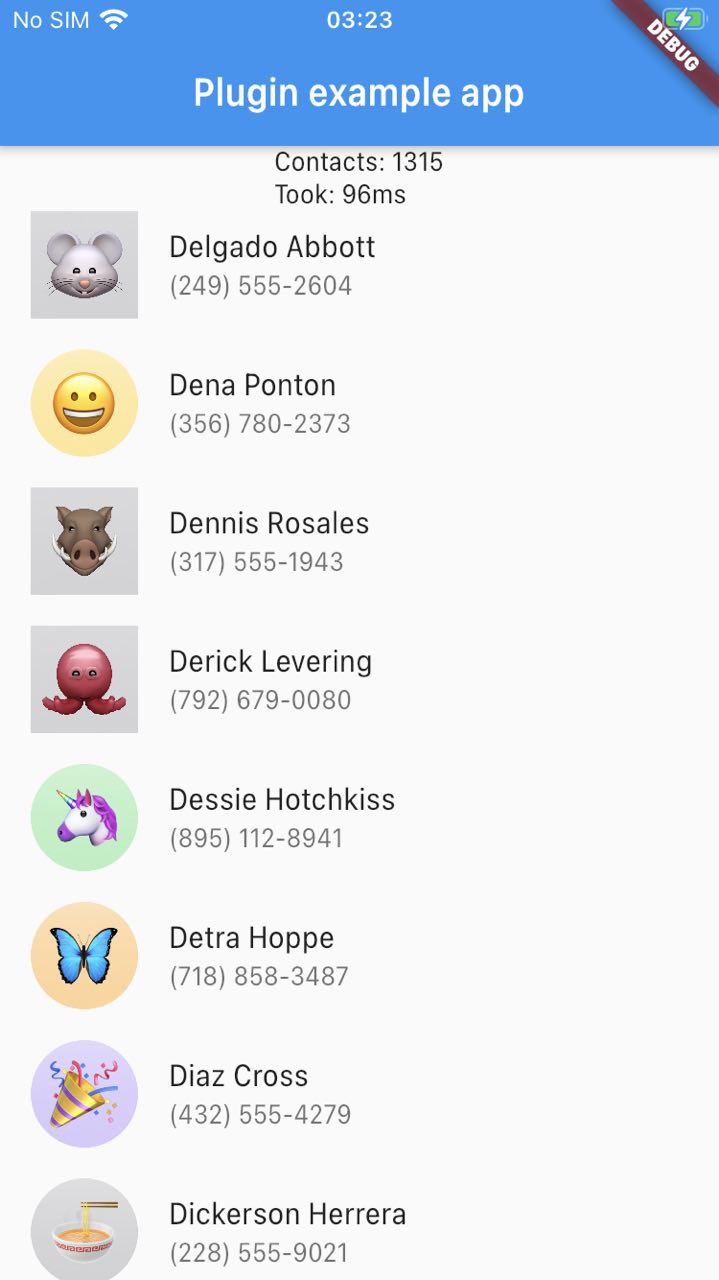 No SIM 03:23
DEBUG
Plugin example app
Contacts: 1315
Took: 96ms
Delgado Abbott
(249) 555-2604
Dena Ponton
(356) 780-2373
Dennis Rosales
(317) 555-1943
Derick Levering
(792) 679-0080
Dessie Hotchkiss
(895) 112-8941
Detra Hoppe
(718) 858-3487
Diaz Cross
(432) 555-4279
Dickerson Herrera
(228) 555-9021